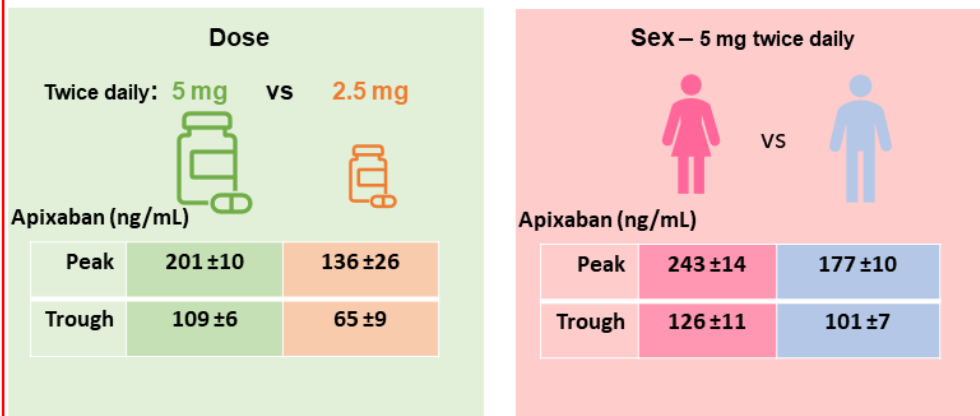 Dose
Twice daily: 5 mg vs 2.5 mg
Apixaban (ng/mL)
Peak 201 ±10 136 ±26
Trough 109 ±6 65 ±9
Sex – 5 mg twice daily
vs
Apixaban (ng/mL)
Peak 243 ±14 177 ±10
Trough 126 ±11 101 ±7